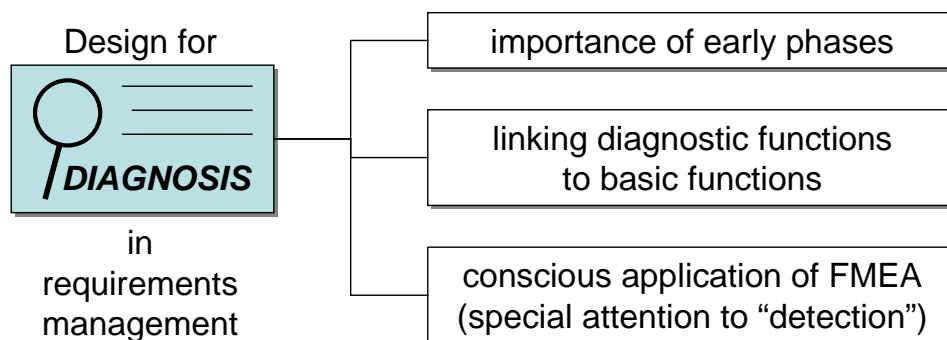 Design for
DIAGNOSIS
in
requirements
management
importance of early phases
linking diagnostic functions
to basic functions
conscious application of FMEA
(special attention to “detection”)